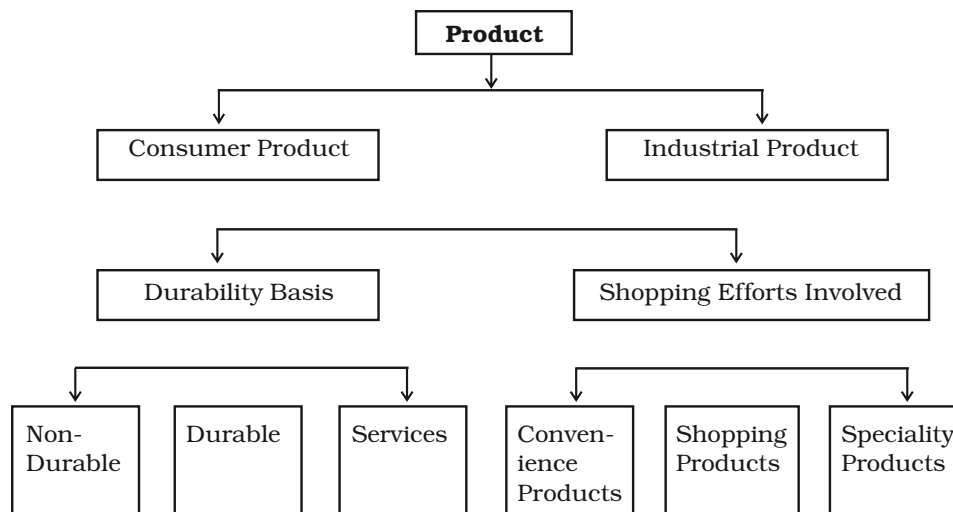 Product
Consumer Product
Industrial Product
Durability Basis
Shopping Efforts Involved
Non-
Durable
Durable
Services
Conven-
ience
Products
Shopping
Products
Speciality
Products